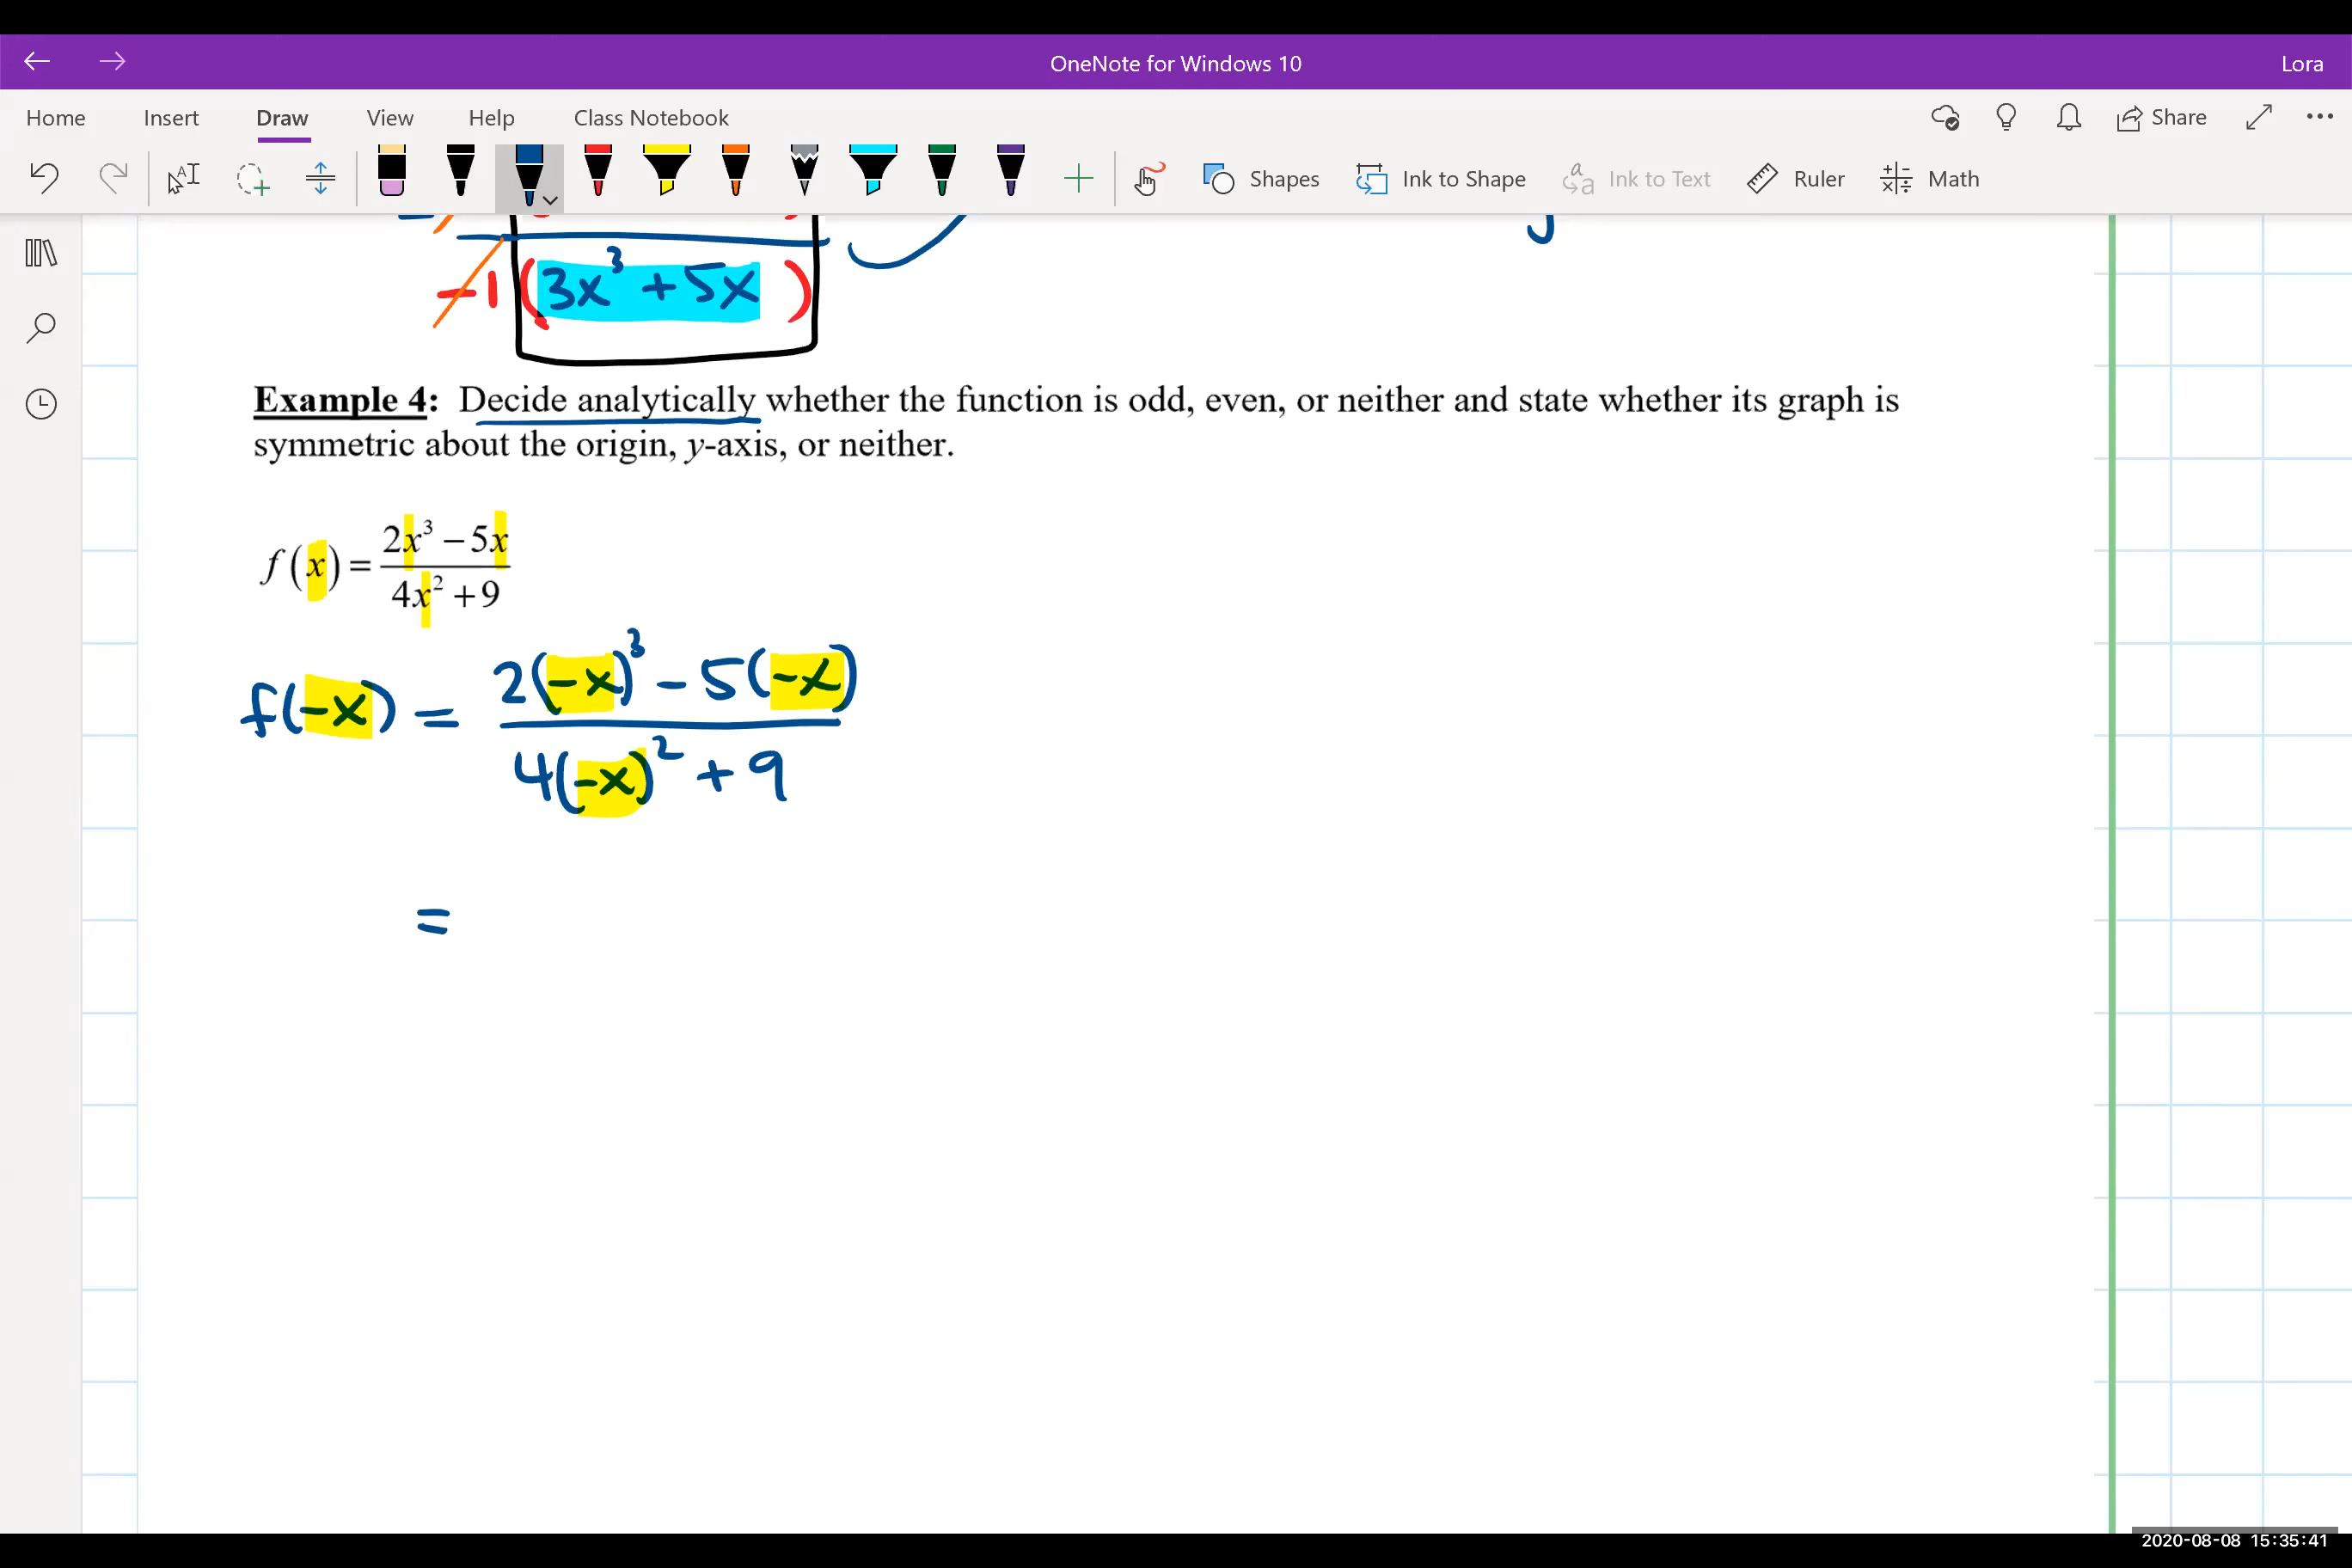 OneNote for Windows 10
Lora
Home Insert Draw View Help Class Notebook Share
Shapes Ink to Shape Ink to Text Ruler Math
-1(3x³ + 5x)
Example 4: Decide analytically whether the function is odd, even, or neither and state whether its graph is
symmetric about the origin, y-axis, or neither.
f(x) = (2x³ − 5x) / (4x² + 9)
f(-x) = (2(-x)³ - 5(-x)) / (4(-x)² + 9)
=
2020-08-08 15:35:41